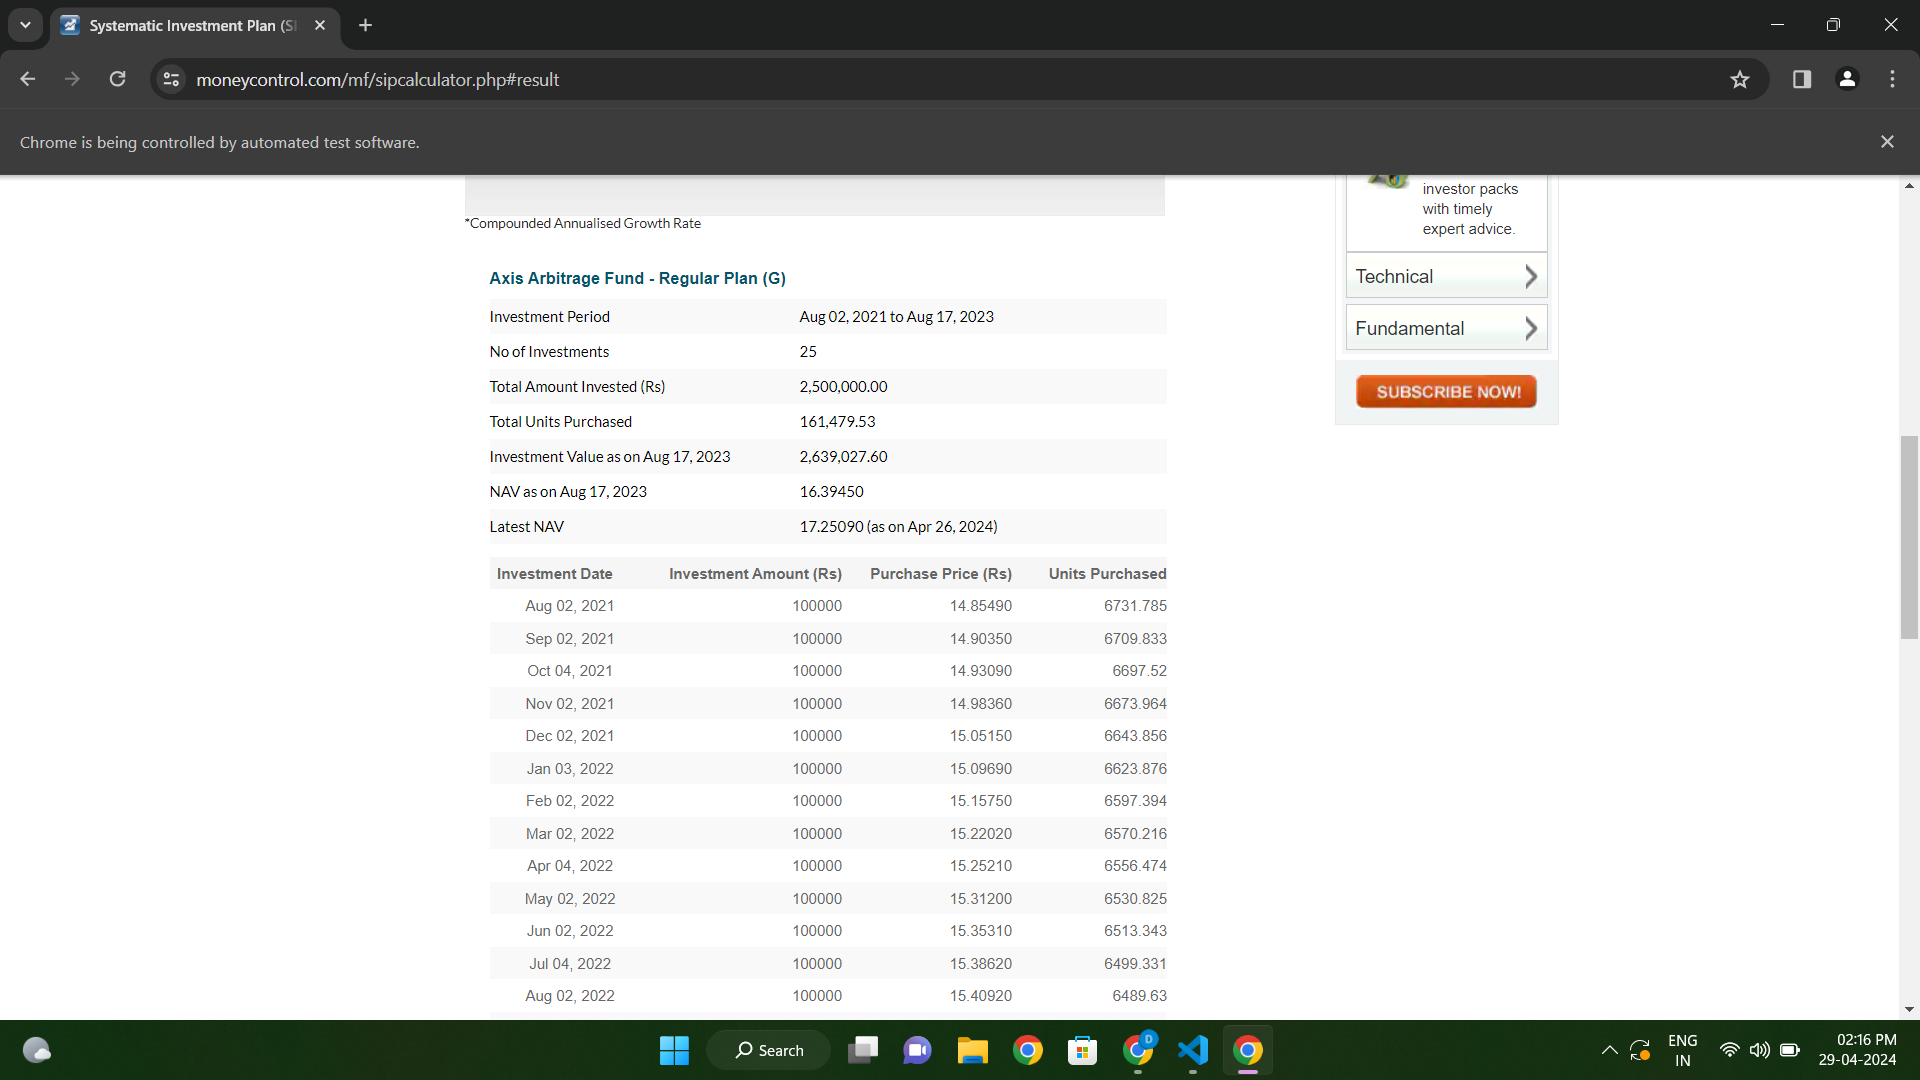 Systematic Investment Plan (SI
moneycontrol.com/mf/sipcalculator.php#result
Chrome is being controlled by automated test software.
*Compounded Annualised Growth Rate
investor packs
with timely
expert advice.
Technical
Fundamental
SUBSCRIBE NOW!
Axis Arbitrage Fund - Regular Plan (G)
Investment Period Aug 02, 2021 to Aug 17, 2023
No of Investments 25
Total Amount Invested (Rs) 2,500,000.00
Total Units Purchased 161,479.53
Investment Value as on Aug 17, 2023 2,639,027.60
NAV as on Aug 17, 2023 16.39450
Latest NAV 17.25090 (as on Apr 26, 2024)
Investment Date Investment Amount (Rs) Purchase Price (Rs) Units Purchased
Aug 02, 2021 100000 14.85490 6731.785
Sep 02, 2021 100000 14.90350 6709.833
Oct 04, 2021 100000 14.93090 6697.52
Nov 02, 2021 100000 14.98360 6673.964
Dec 02, 2021 100000 15.05150 6643.856
Jan 03, 2022 100000 15.09690 6623.876
Feb 02, 2022 100000 15.15750 6597.394
Mar 02, 2022 100000 15.22020 6570.216
Apr 04, 2022 100000 15.25210 6556.474
May 02, 2022 100000 15.31200 6530.825
Jun 02, 2022 100000 15.35310 6513.343
Jul 04, 2022 100000 15.38620 6499.331
Aug 02, 2022 100000 15.40920 6489.63
Search
D
ENG
IN
02:16 PM
29-04-2024